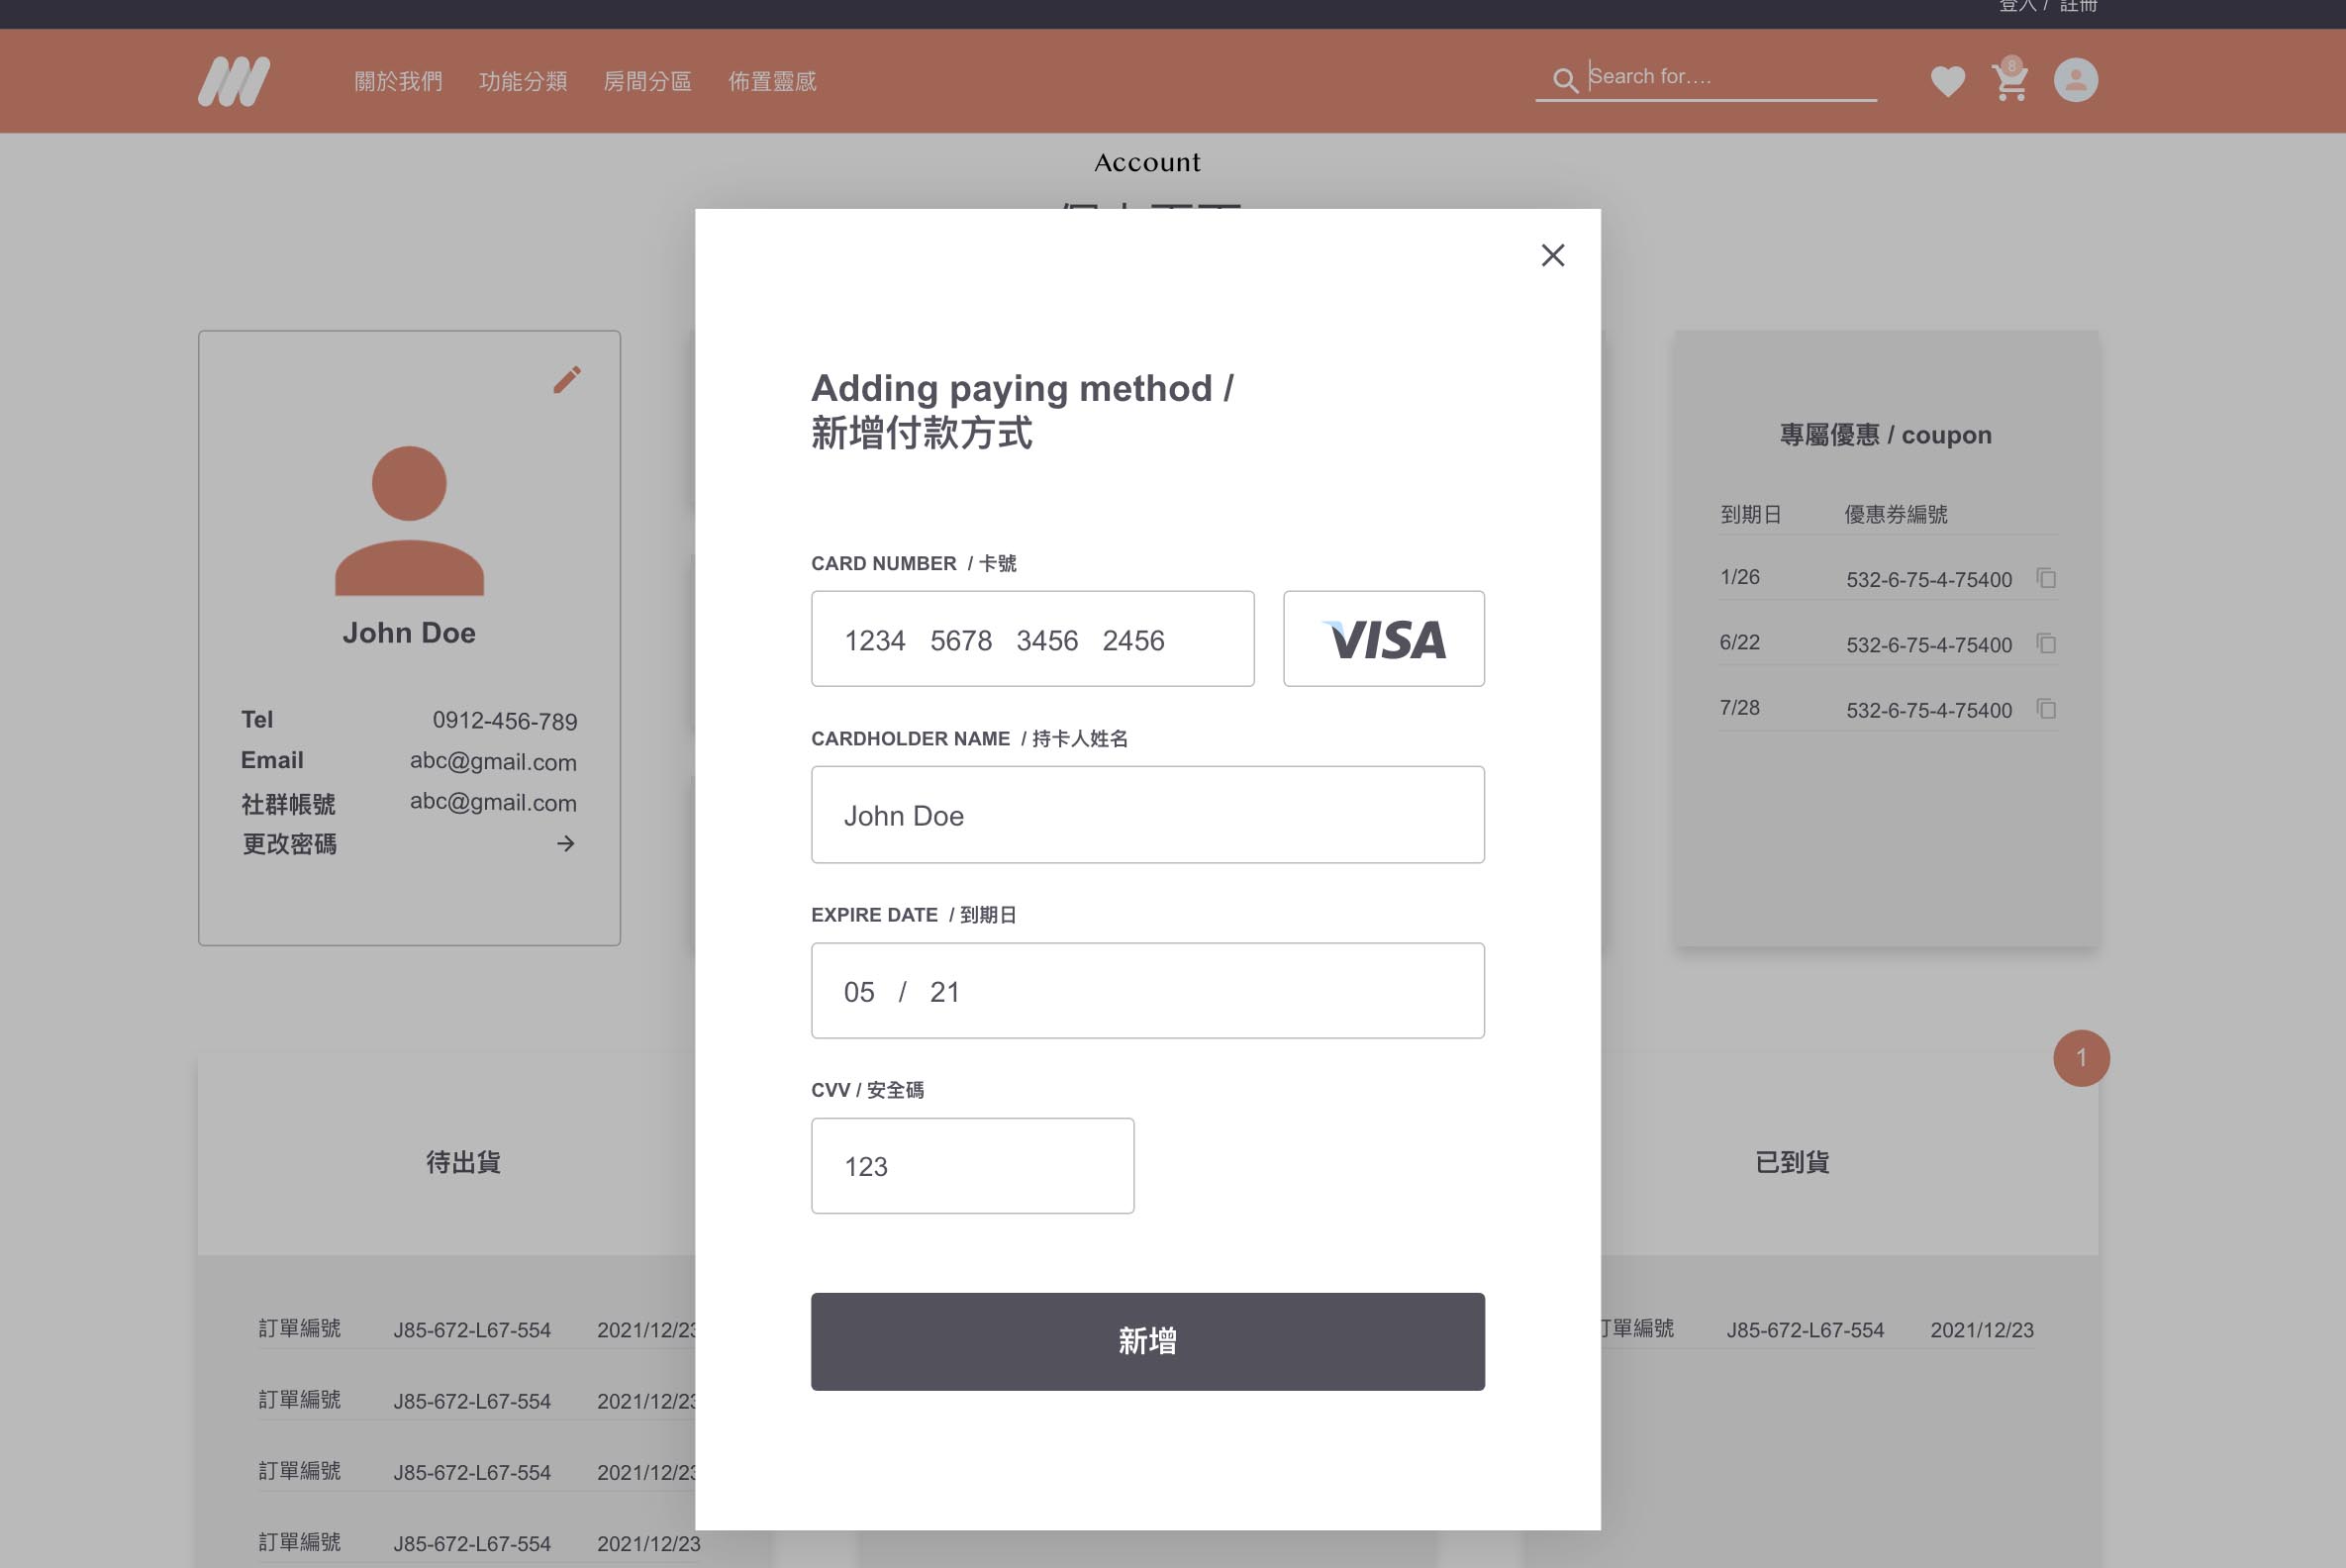 登入 / 註冊
關於我們 功能分類 房間分區 佈置靈感
Search for....
8
Account
Adding paying method /
新增付款方式
CARD NUMBER / 卡號
1234 5678 3456 2456
VISA
CARDHOLDER NAME / 持卡人姓名
John Doe
EXPIRE DATE / 到期日
05 / 21
CVV / 安全碼
123
新增
John Doe
Tel 0912-456-789
Email abc@gmail.com
社群帳號 abc@gmail.com
更改密碼
專屬優惠 / coupon
到期日 優惠券編號
1/26 532-6-75-4-75400
6/22 532-6-75-4-75400
7/28 532-6-75-4-75400
待出貨
訂單編號 J85-672-L67-554 2021/12/23
訂單編號 J85-672-L67-554 2021/12/23
訂單編號 J85-672-L67-554 2021/12/23
訂單編號 J85-672-L67-554 2021/12/23
1
已到貨
訂單編號 J85-672-L67-554 2021/12/23